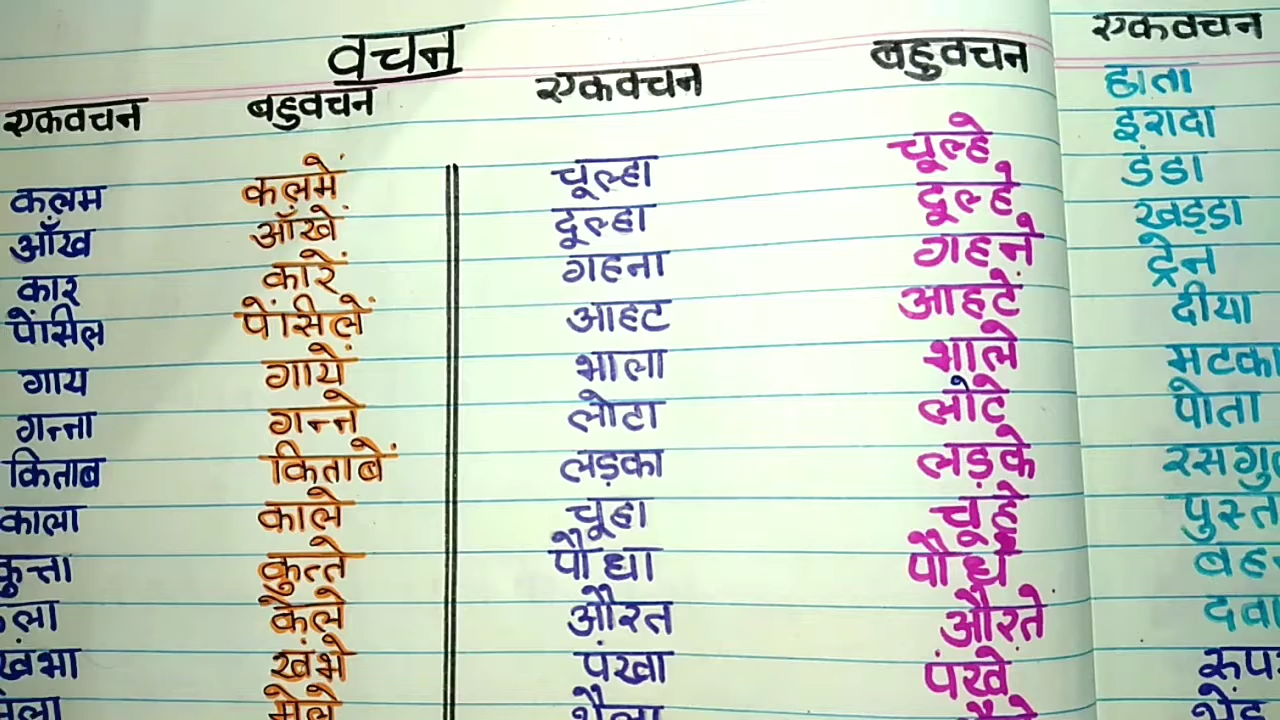 वचन
एकवचन बहुवचन एकवचन बहुवचन एकवचन
कलम कलमें चूल्हा चूल्हे छाता
आँख आँखें दूल्हा दूल्हे इरादा
कार कारें गहना गहने डंडा
पेंसिल पेंसिलें आहट आहटें खड्डा
गाय गायें भाला भाले ट्रेन
गन्ना गन्ने लोटा लोटे दीया
किताब किताबें लड़का लड़के मटका
काला काले चूहा चूहे पोता
कुत्ता कुत्ते पौधा पौधे
केले औरत औरतें
खंभा खंभे पंखा पंखे
मेले थैला